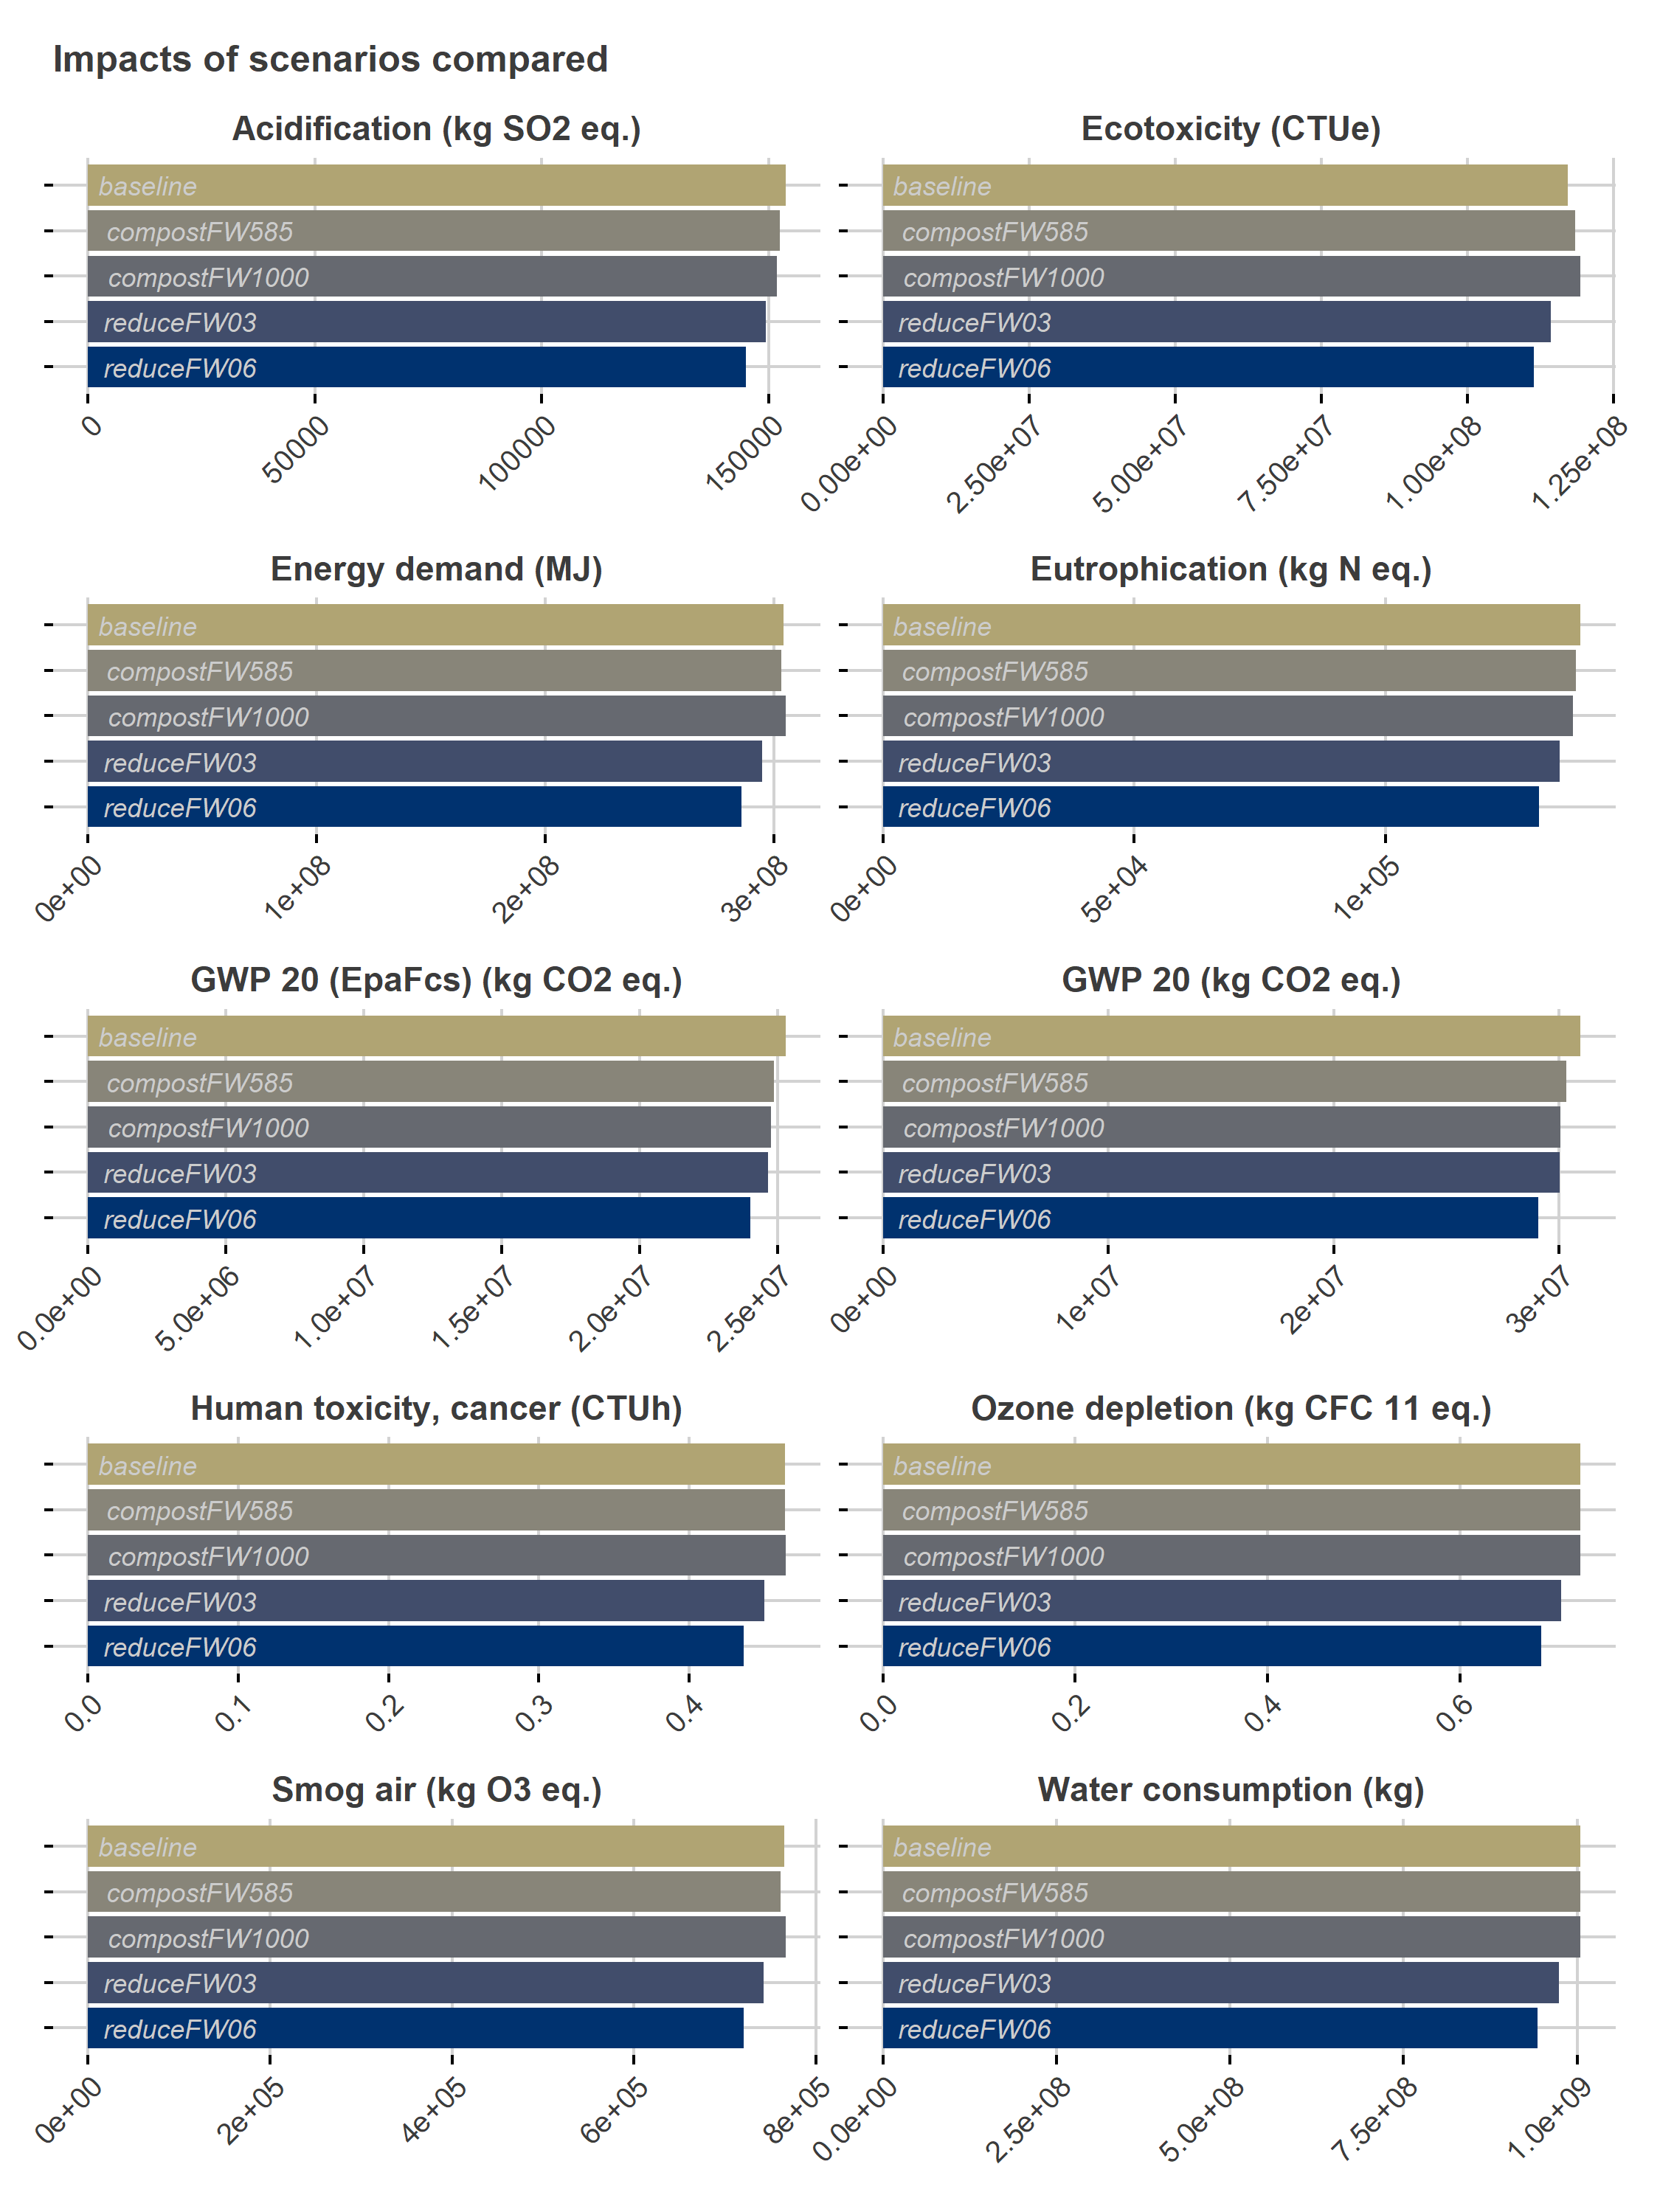 Impacts of scenarios compared
Acidification (kg SO2 eq.)
baseline
compostFW585
compostFW1000
reduceFW03
reduceFW06
0
50000
100000
150000
Ecotoxicity (CTUe)
baseline
compostFW585
compostFW1000
reduceFW03
reduceFW06
0.00e+00
2.50e+07
5.00e+07
7.50e+07
1.00e+08
1.25e+08
Energy demand (MJ)
baseline
compostFW585
compostFW1000
reduceFW03
reduceFW06
0e+00
1e+08
2e+08
3e+08
Eutrophication (kg N eq.)
baseline
compostFW585
compostFW1000
reduceFW03
reduceFW06
0e+00
5e+04
1e+05
GWP 20 (EpaFcs) (kg CO2 eq.)
baseline
compostFW585
compostFW1000
reduceFW03
reduceFW06
0.0e+00
5.0e+06
1.0e+07
1.5e+07
2.0e+07
2.5e+07
GWP 20 (kg CO2 eq.)
baseline
compostFW585
compostFW1000
reduceFW03
reduceFW06
0e+00
1e+07
2e+07
3e+07
Human toxicity, cancer (CTUh)
baseline
compostFW585
compostFW1000
reduceFW03
reduceFW06
0.0
0.1
0.2
0.3
0.4
Ozone depletion (kg CFC 11 eq.)
baseline
compostFW585
compostFW1000
reduceFW03
reduceFW06
0.0
0.2
0.4
0.6
Smog air (kg O3 eq.)
baseline
compostFW585
compostFW1000
reduceFW03
reduceFW06
0e+00
2e+05
4e+05
6e+05
8e+05
Water consumption (kg)
baseline
compostFW585
compostFW1000
reduceFW03
reduceFW06
0.0e+00
2.5e+08
5.0e+08
7.5e+08
1.0e+09